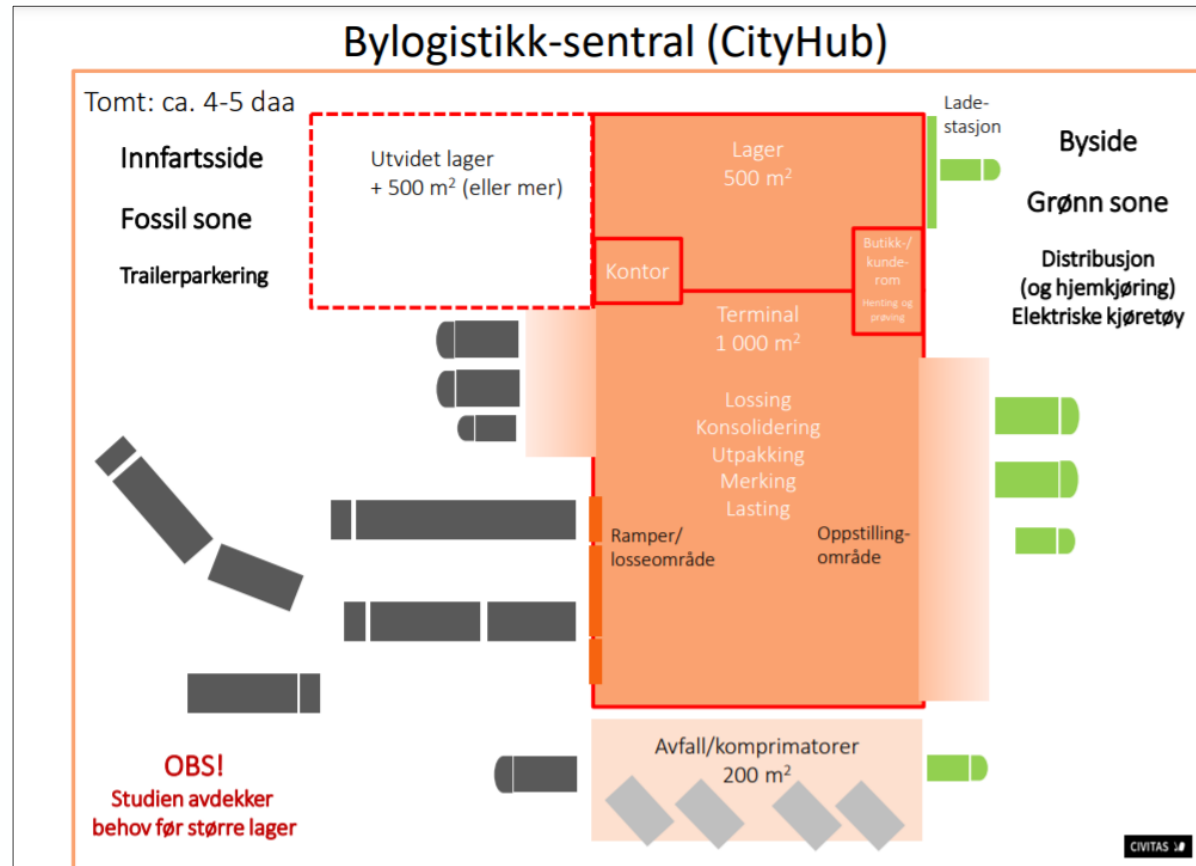 Bylogistikk-sentral (CityHub)
Tomt: ca. 4-5 daa
Innfartsside
Fossil sone
Trailerparkering
Utvidet lager
+ 500 m² (eller mer)
Lager
500 m²
Kontor
Butikk-/
kunde-
rom
Henting og
prøving
Terminal
1 000 m²
Lossing
Konsolidering
Utpakking
Merking
Lasting
Ramper/
losseområde
Oppstilling-
område
Lade-
stasjon
Byside
Grønn sone
Distribusjon
(og hjemkjøring)
Elektriske kjøretøy
Avfall/komprimatorer
200 m²
OBS!
Studien avdekker
behov før større lager
CIVITAS